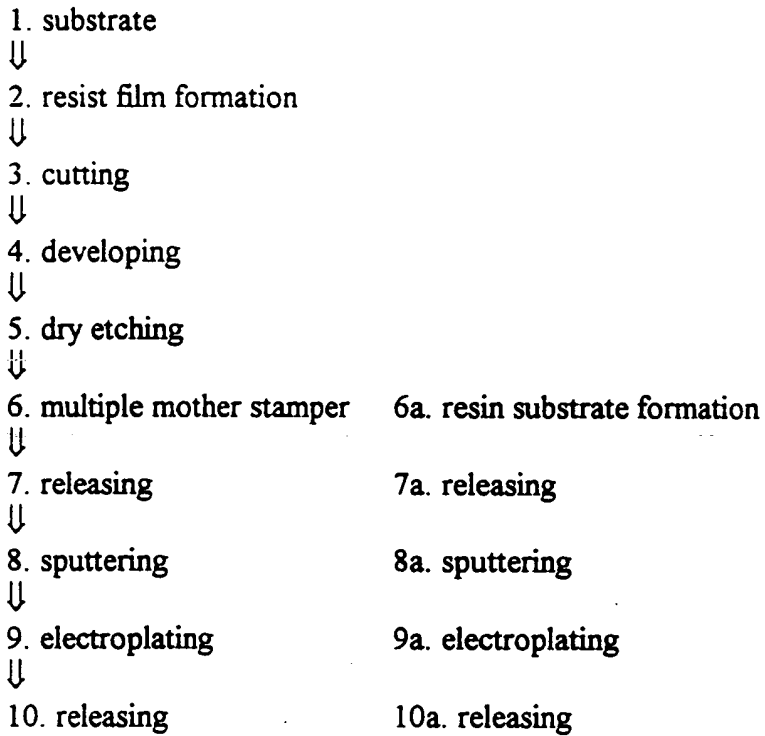 1. substrate
⇓
2. resist film formation
⇓
3. cutting
⇓
4. developing
⇓
5. dry etching
⇓
6. multiple mother stamper 6a. resin substrate formation
⇓
7. releasing 7a. releasing
⇓
8. sputtering 8a. sputtering
⇓
9. electroplating 9a. electroplating
⇓
10. releasing 10a. releasing